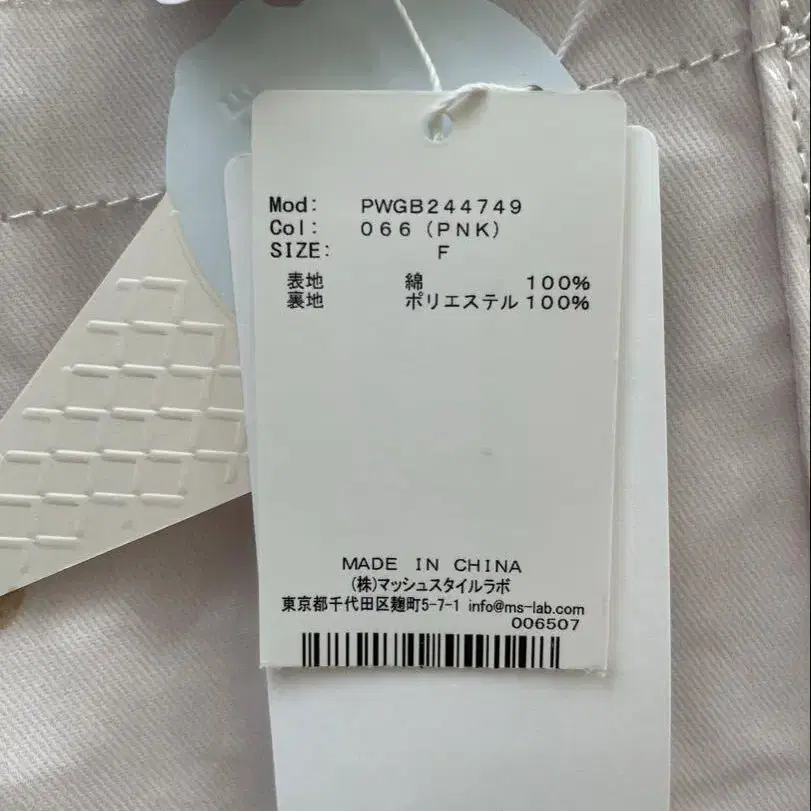 Mod: PWGB244749
Col: 066 (PNK)
SIZE: F
表地 綿 100%
裏地 ポリエステル 100%
MADE IN CHINA
(株)マッシュスタイルラボ
東京都千代田区麹町5-7-1 info@ms-lab.com
006507